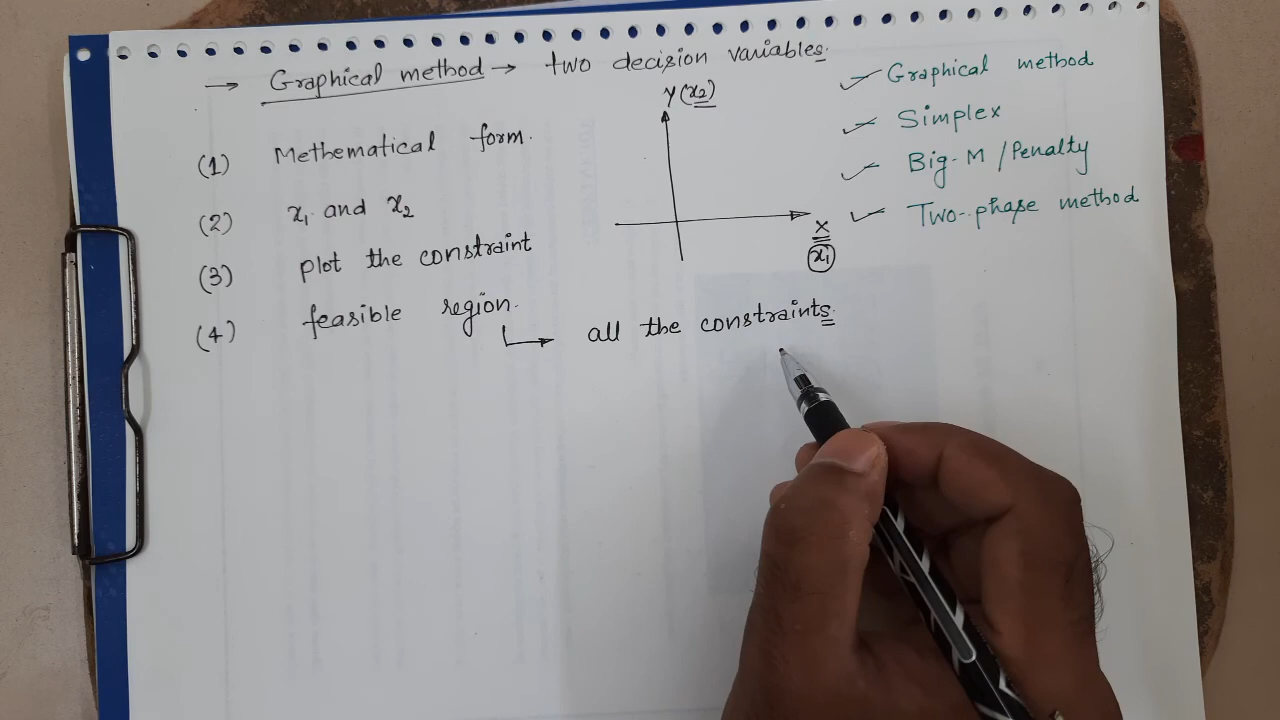 → Graphical method → two decision variables.
(1) Methematical form.
(2) x₁ and x₂
(3) plot the constraint
(4) feasible region.
↳ all the constraints
Y(x₂)
X
x₁
✓ Graphical method
✓ Simplex
✓ Big-M / Penalty
✓ Two-phase method